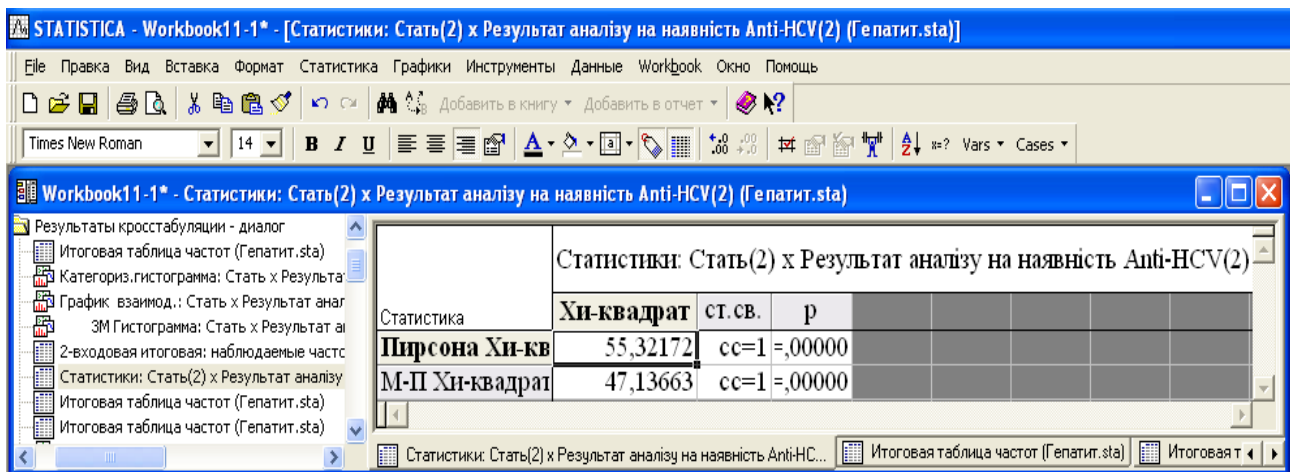 STATISTICA - Workbook11-1* - [Статистики: Стать(2) x Результат аналізу на наявність Anti-HCV(2) (Гепатит.sta)]
File Правка Вид Вставка Формат Статистика Графики Инструменты Данные Workbook Окно Помощь
Добавить в книгу Добавить в отчет
Times New Roman 14 B I U Vars Cases
Workbook11-1* - Статистики: Стать(2) x Результат аналізу на наявність Anti-HCV(2) (Гепатит.sta)
Результаты кросстабуляции - диалог
Итоговая таблица частот (Гепатит.sta)
Категориз.гистограмма: Стать x Результа
График взаимод.: Стать x Результат анал
3М Гистограмма: Стать x Результат а
2-входовая итоговая: наблюдаемые часто
Статистики: Стать(2) x Результат аналізу
Итоговая таблица частот (Гепатит.sta)
Итоговая таблица частот (Гепатит.sta)
Статистики: Стать(2) x Результат аналізу на наявність Anti-HCV(2)
Статистика Хи-квадрат ст.св. p
Пирсона Хи-кв 55,32172 сс=1 =,00000
М-П Хи-квадрат 47,13663 сс=1 =,00000
Статистики: Стать(2) x Результат аналізу на наявність Anti-HC... Итоговая таблица частот (Гепатит.sta) Итоговая т